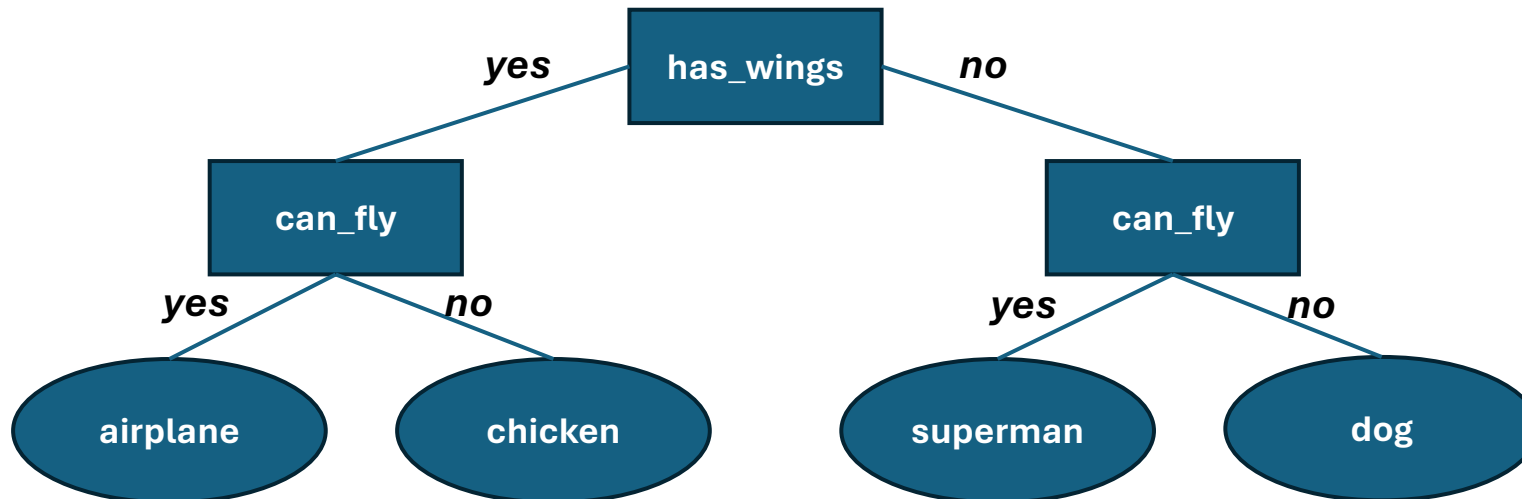 yes
has_wings
no
can_fly
can_fly
yes
no
yes
no
airplane
chicken
superman
dog